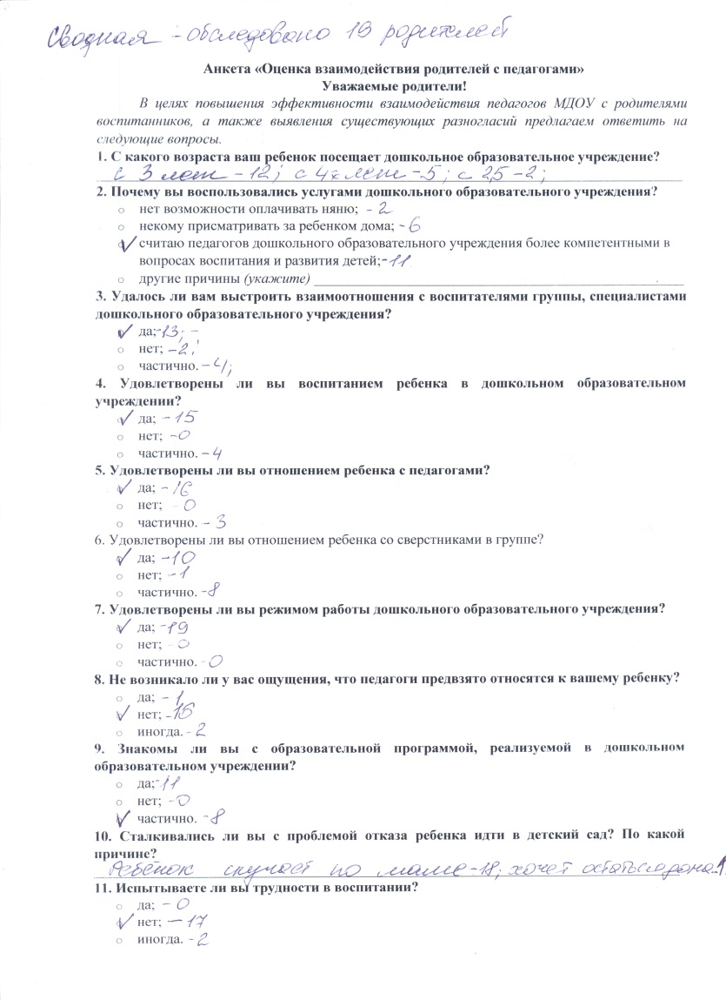 Сводная - обследовано 19 родителей
Анкета «Оценка взаимодействия родителей с педагогами»
Уважаемые родители!
В целях повышения эффективности взаимодействия педагогов МДОУ с родителями
воспитанников, а также выявления существующих разногласий предлагаем ответить на
следующие вопросы.
1. С какого возраста ваш ребенок посещает дошкольное образовательное учреждение?
с 3 лет - 12; с 4х лет - 5; с 2,5 - 2;
2. Почему вы воспользовались услугами дошкольного образовательного учреждения?
○ нет возможности оплачивать няню; - 2
○ некому присматривать за ребенком дома; - 6
○ считаю педагогов дошкольного образовательного учреждения более компетентными в
вопросах воспитания и развития детей; - 11
○ другие причины (укажите) ___.
3. Удалось ли вам выстроить взаимоотношения с воспитателями группы, специалистами
дошкольного образовательного учреждения?
○ да; - 13; -
○ нет; - 2;
○ частично. - 4;
4. Удовлетворены ли вы воспитанием ребенка в дошкольном образовательном
учреждении?
○ да; - 15
○ нет; - 0
○ частично. - 4
5. Удовлетворены ли вы отношением ребенка с педагогами?
○ да; - 16
○ нет; - 0
○ частично. - 3
6. Удовлетворены ли вы отношением ребенка со сверстниками в группе?
○ да; - 10
○ нет; - 1
○ частично. - 8
7. Удовлетворены ли вы режимом работы дошкольного образовательного учреждения?
○ да; - 19
○ нет; - 0
○ частично. - 0
8. Не возникало ли у вас ощущения, что педагоги предвзято относятся к вашему ребенку?
○ да; - 1
○ нет; - 16
○ иногда. - 2
9. Знакомы ли вы с образовательной программой, реализуемой в дошкольном
образовательном учреждении?
○ да; - 11
○ нет; - 0
○ частично. - 8
10. Сталкивались ли вы с проблемой отказа ребенка идти в детский сад? По какой
причине?
Ребёнок скучает по маме - 18; хочет остаться дома - 1
11. Испытываете ли вы трудности в воспитании?
○ да; - 0
○ нет; - 17
○ иногда. - 2